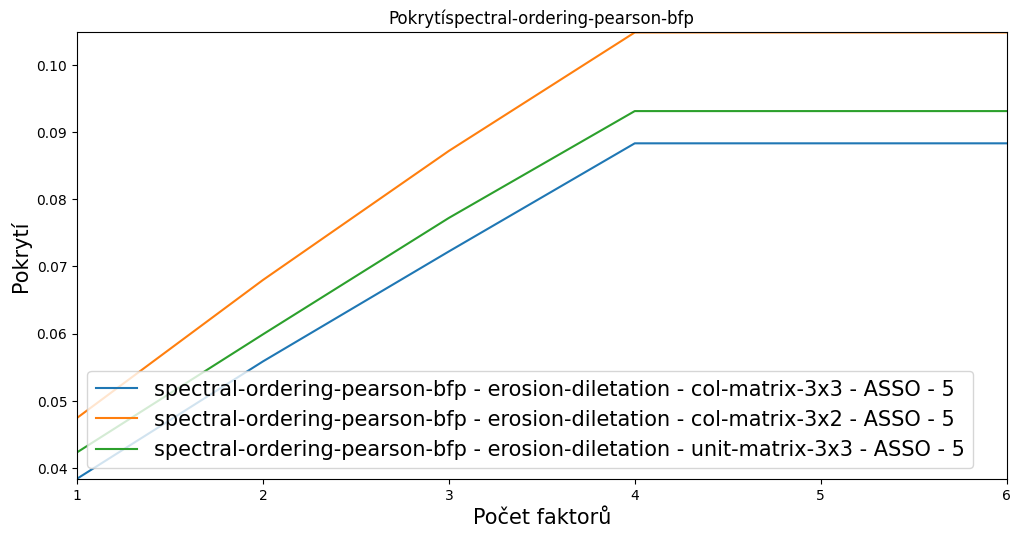 Pokrytíspectral-ordering-pearson-bfp
0.10
0.09
0.08
0.07
0.06
0.05
0.04
Pokrytí
spectral-ordering-pearson-bfp - erosion-diletation - col-matrix-3x3 - ASSO - 5
spectral-ordering-pearson-bfp - erosion-diletation - col-matrix-3x2 - ASSO - 5
spectral-ordering-pearson-bfp - erosion-diletation - unit-matrix-3x3 - ASSO - 5
1 2 3 4 5 6
Počet faktorů